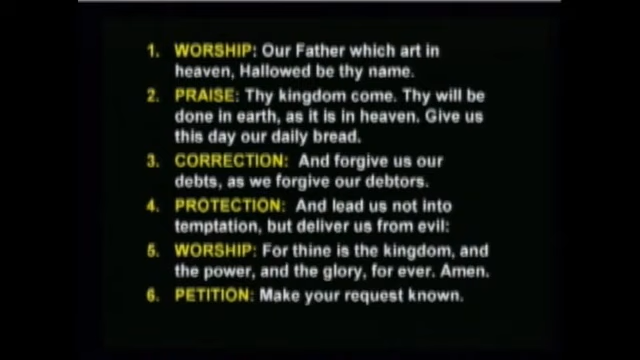 1. WORSHIP: Our Father which art in
heaven, Hallowed be thy name.
2. PRAISE: Thy kingdom come. Thy will be
done in earth, as it is in heaven. Give us
this day our daily bread.
3. CORRECTION: And forgive us our
debts, as we forgive our debtors.
4. PROTECTION: And lead us not into
temptation, but deliver us from evil:
5. WORSHIP: For thine is the kingdom, and
the power, and the glory, for ever. Amen.
6. PETITION: Make your request known.